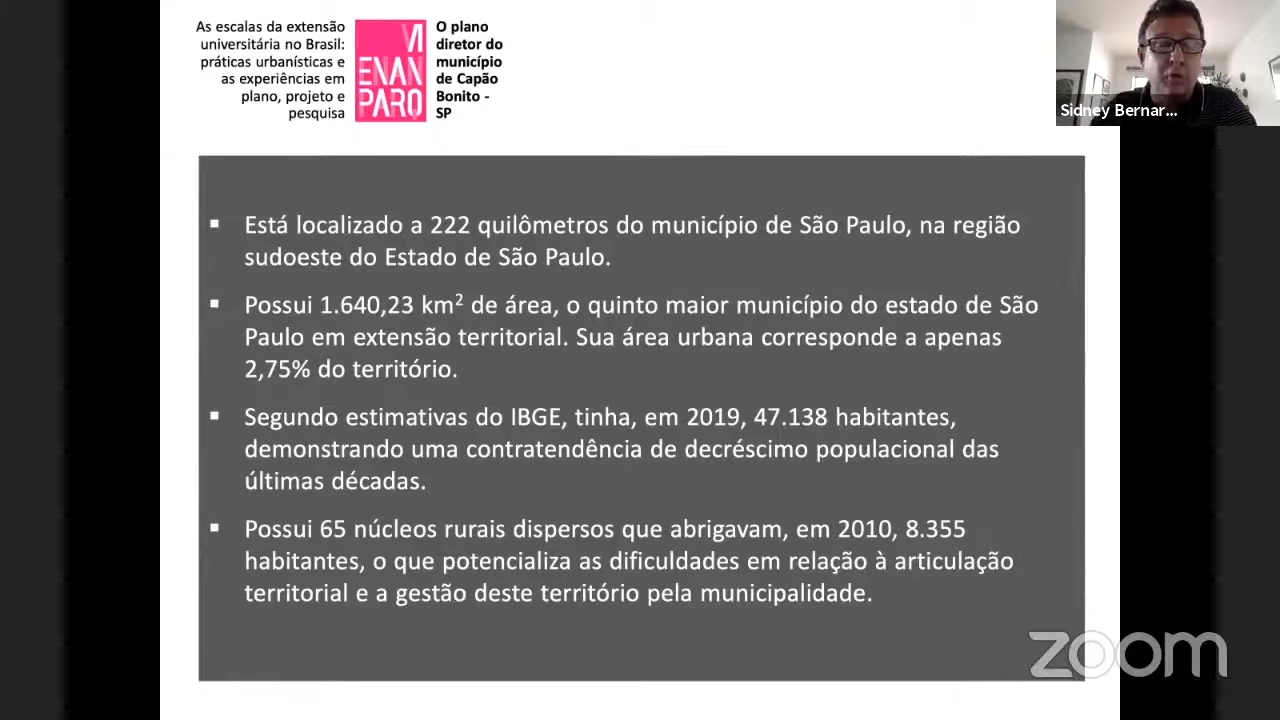 As escalas da extensão
universitária no Brasil:
práticas urbanísticas e
as experiências em
plano, projeto e
pesquisa
VI
ENAN
PARQ
O plano
diretor do
município
de Capão
Bonito -
SP
Sidney Bernar...
Está localizado a 222 quilômetros do município de São Paulo, na região
sudoeste do Estado de São Paulo.
Possui 1.640,23 km² de área, o quinto maior município do estado de São
Paulo em extensão territorial. Sua área urbana corresponde a apenas
2,75% do território.
Segundo estimativas do IBGE, tinha, em 2019, 47.138 habitantes,
demonstrando uma contratendência de decréscimo populacional das
últimas décadas.
Possui 65 núcleos rurais dispersos que abrigavam, em 2010, 8.355
habitantes, o que potencializa as dificuldades em relação à articulação
territorial e a gestão deste território pela municipalidade.
zoom